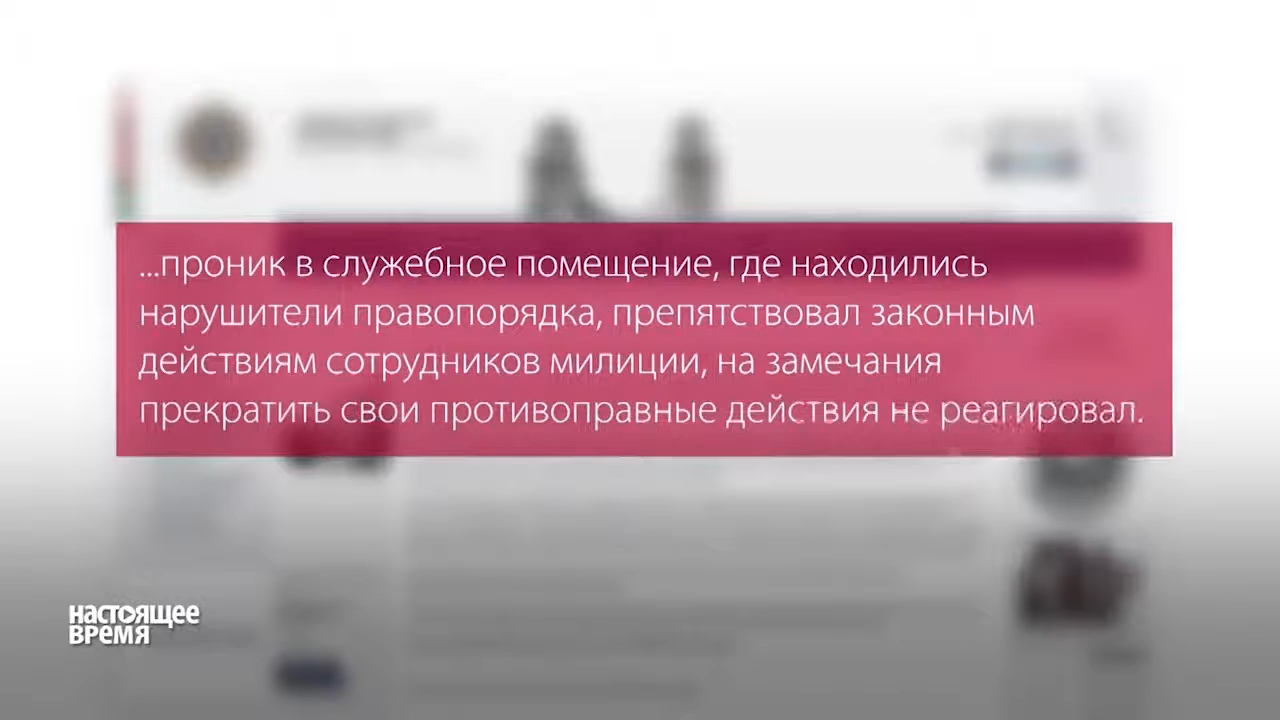 ...проник в служебное помещение, где находились
нарушители правопорядка, препятствовал законным
действиям сотрудников милиции, на замечания
прекратить свои противоправные действия не реагировал.
НАСТОЯЩЕЕ
ВРЕМЯ